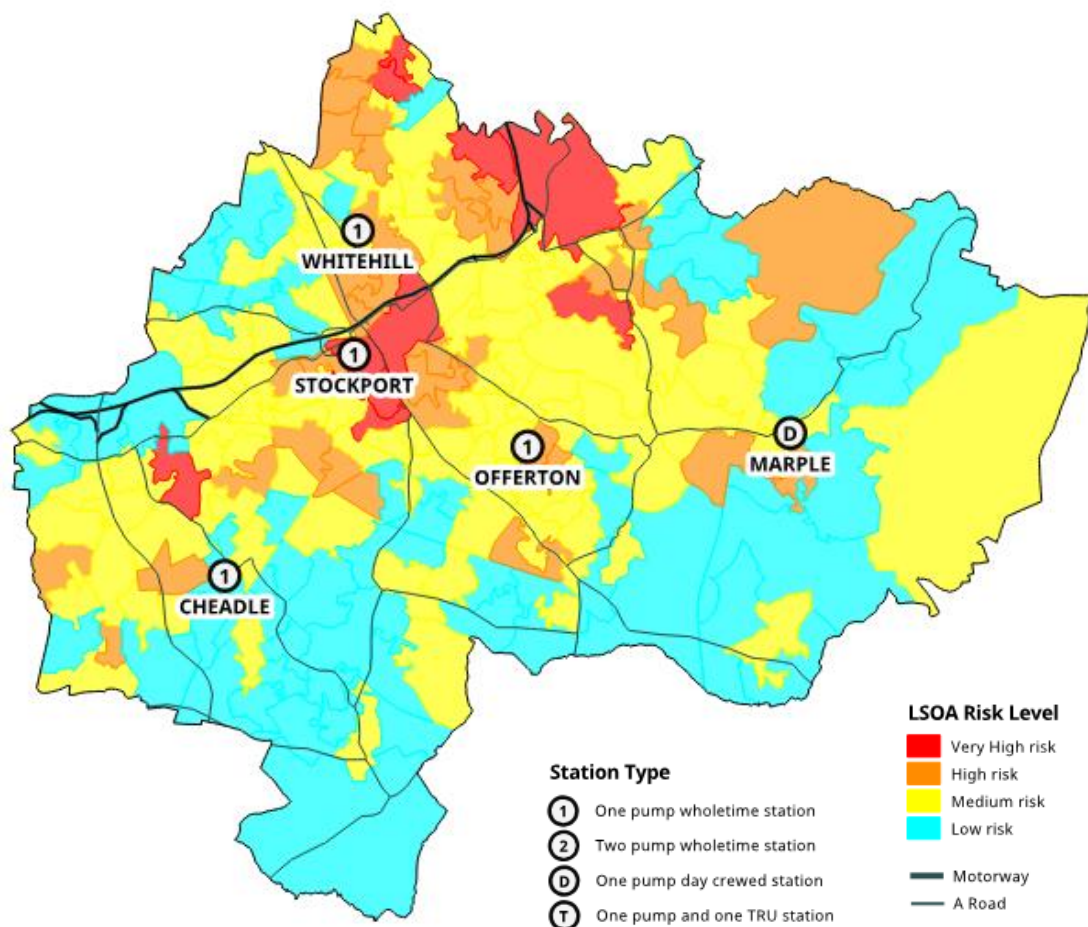 1
WHITEHILL
1
STOCKPORT
1
OFFERTON
D
MARPLE
1
CHEADLE
Station Type
1 One pump wholetime station
2 Two pump wholetime station
D One pump day crewed station
T One pump and one TRU station
LSOA Risk Level
Very High risk
High risk
Medium risk
Low risk
Motorway
A Road